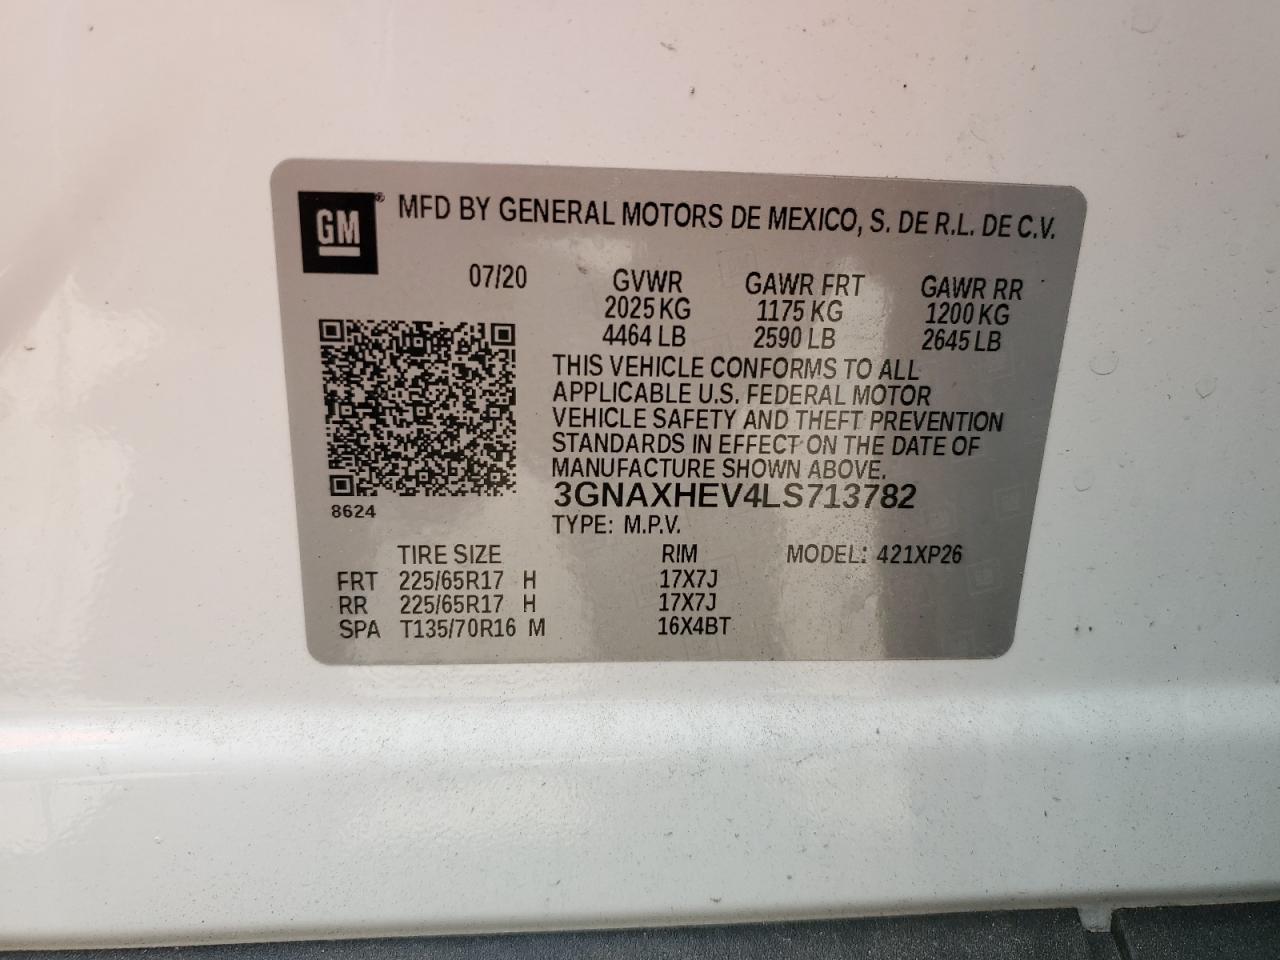 GM® MFD BY GENERAL MOTORS DE MEXICO, S. DE R.L. DE C.V.
07/20 GVWR GAWR FRT GAWR RR
2025 KG 1175 KG 1200 KG
4464 LB 2590 LB 2645 LB
THIS VEHICLE CONFORMS TO ALL
APPLICABLE U.S. FEDERAL MOTOR
VEHICLE SAFETY AND THEFT PREVENTION
STANDARDS IN EFFECT ON THE DATE OF
MANUFACTURE SHOWN ABOVE.
3GNAXHEV4LS713782
8624
TYPE: M.P.V.
TIRE SIZE RIM MODEL: 421XP26
FRT 225/65R17 H 17X7J
RR 225/65R17 H 17X7J
SPA T135/70R16 M 16X4BT